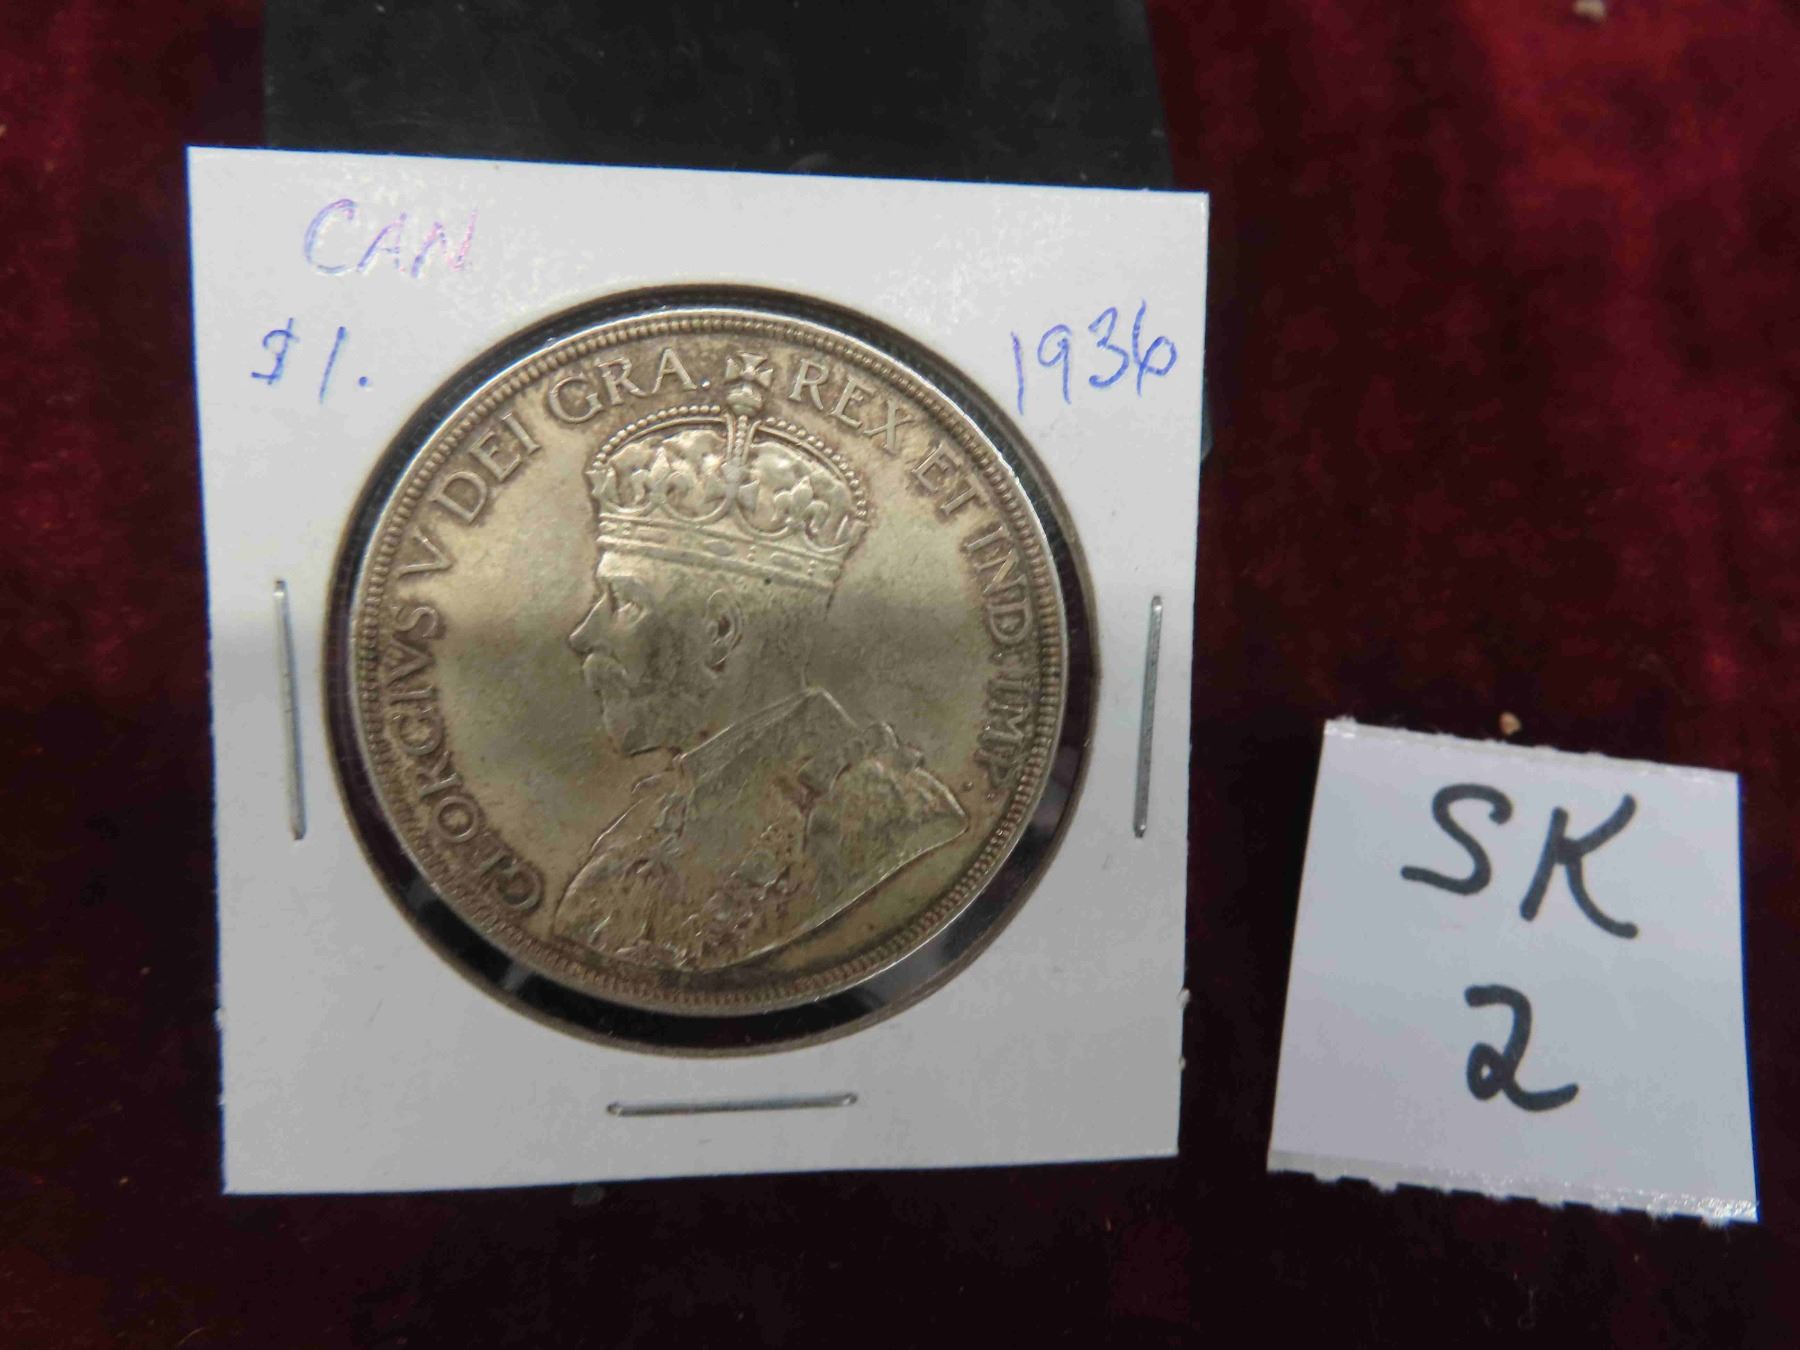 CAN
$1.
1936
GEORGIVS V DEI GRA. REX ET IND:IMP.
SK
2